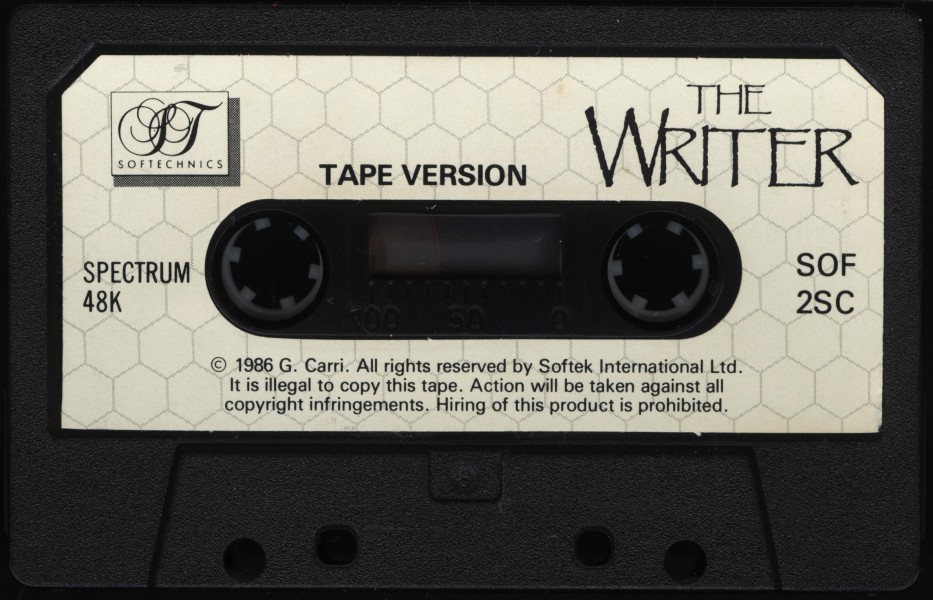 THE
WRITER
ST
SOFTECHNICS
TAPE VERSION
SPECTRUM
48K
SOF
2SC
100 50 0
© 1986 G. Carri. All rights reserved by Softek International Ltd.
It is illegal to copy this tape. Action will be taken against all
copyright infringements. Hiring of this product is prohibited.